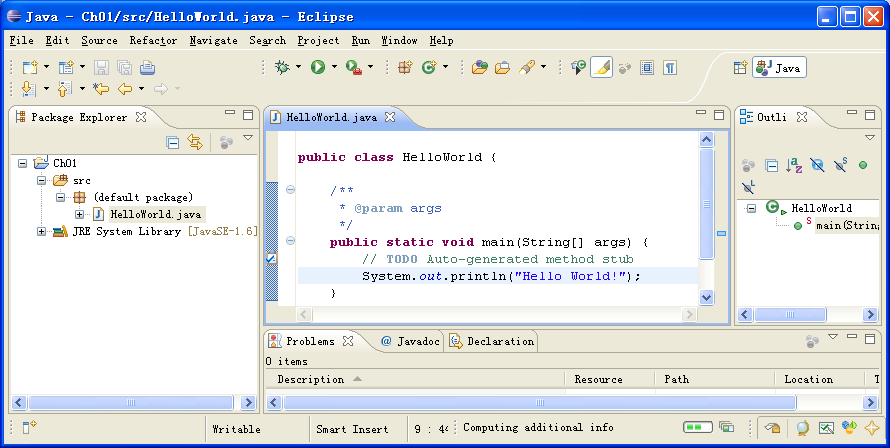 Java - Ch01/src/HelloWorld.java - Eclipse
File Edit Source Refactor Navigate Search Project Run Window Help
Java
Package Explorer
Ch01
src
(default package)
HelloWorld.java
JRE System Library [JavaSE-1.6]
HelloWorld.java
public class HelloWorld {
/**
* @param args
*/
public static void main(String[] args) {
// TODO Auto-generated method stub
System.out.println("Hello World!");
}
Outli
HelloWorld
main(Strin
Problems @ Javadoc Declaration
0 items
Description Resource Path Location T
Writable Smart Insert 9 : 44 Computing additional info